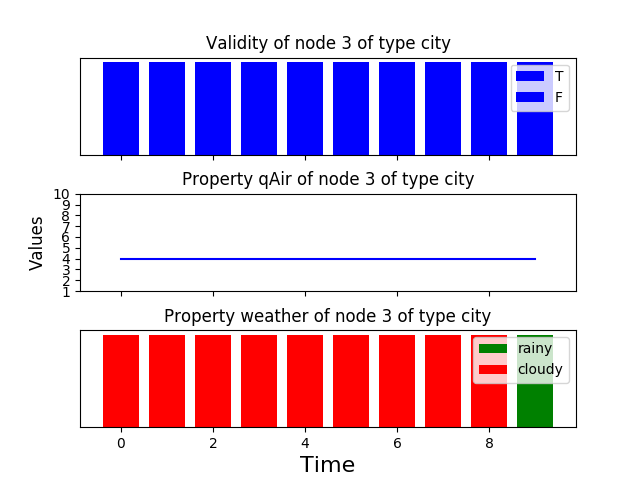 Validity of node 3 of type city
T
F
Property qAir of node 3 of type city
Values
10
9
8
7
6
5
4
3
2
1
Property weather of node 3 of type city
rainy
cloudy
0 2 4 6 8
Time